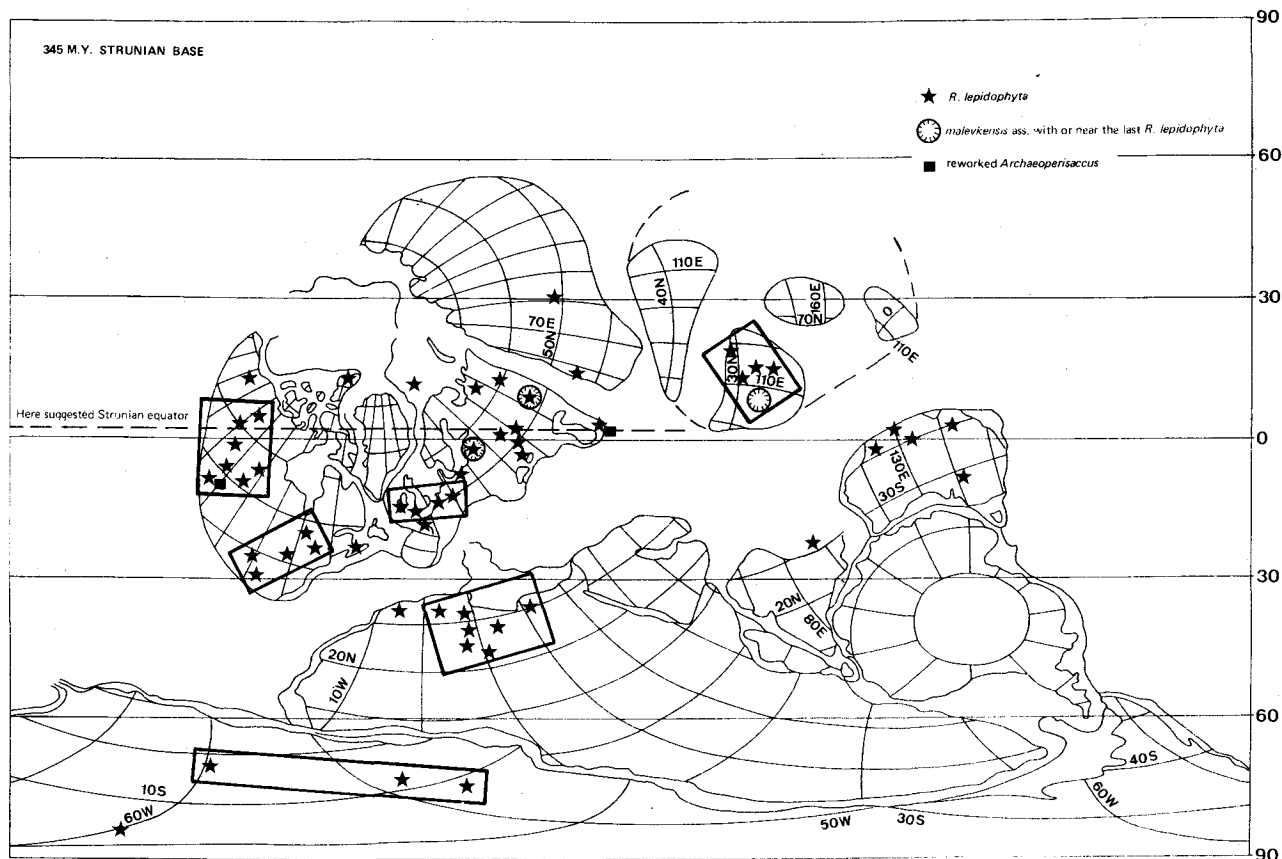 90
345 M.Y. STRUNIAN BASE
R. lepidophyta
malevkensis ass. with or near the last R. lepidophyta
60
reworked Archaeoperisaccus
110E
40N
160E
70N
0
110E
30
70E
50N
30N
110E
Here suggested Strunian equator
0
130E
30S
30
20N
80E
20N
10W
60
40S
10S
60W
60W
50W
30S
90